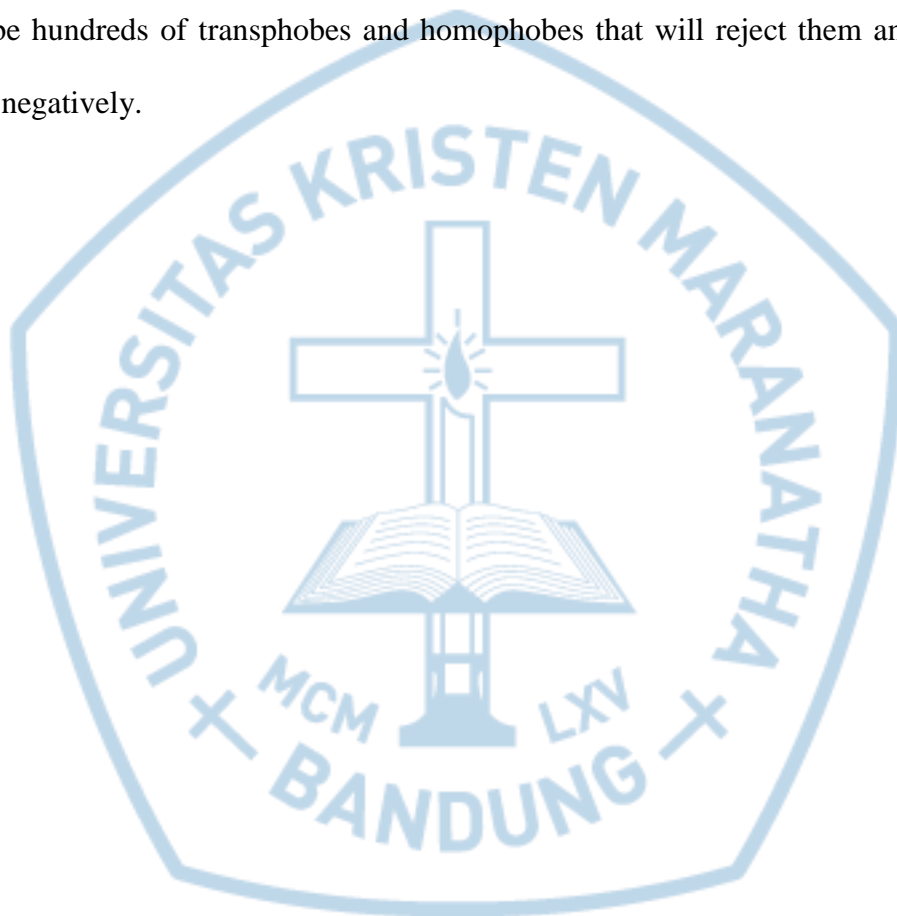 be hundreds of transphobes and homophobes that will reject them an
negatively.
UNIVERSITAS KRISTEN MARANATHA
MCM LXV
BANDUNG